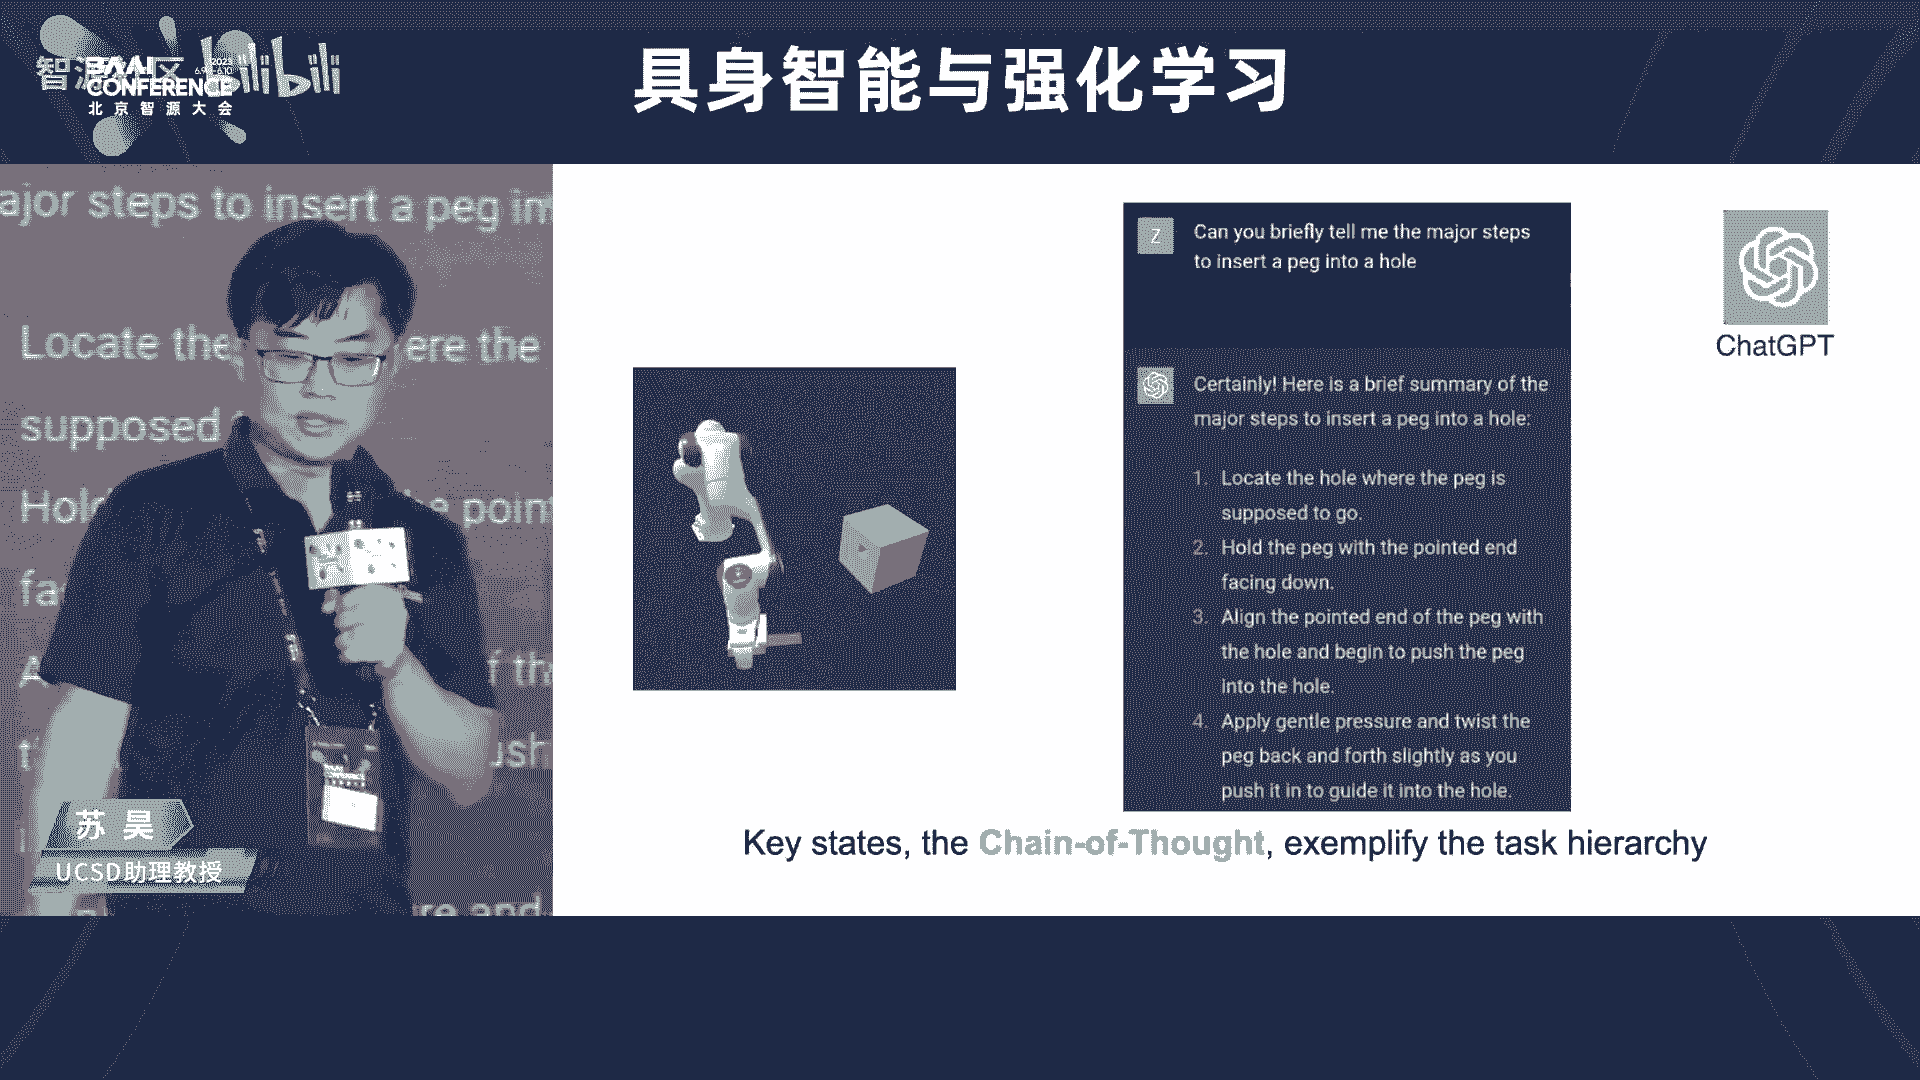 智源社区 bilibili
BAAI 2023
CONFERENCE 6.9-6.10
北京智源大会
具身智能与强化学习
ajor steps to insert a peg in
Locate the ere the
supposed
Hold e point
fa
A f th
t ush
re and
苏昊
UCSD助理教授
Z
Can you briefly tell me the major steps
to insert a peg into a hole
Certainly! Here is a brief summary of the
major steps to insert a peg into a hole:
1. Locate the hole where the peg is
supposed to go.
2. Hold the peg with the pointed end
facing down.
3. Align the pointed end of the peg with
the hole and begin to push the peg
into the hole.
4. Apply gentle pressure and twist the
peg back and forth slightly as you
push it in to guide it into the hole.
ChatGPT
Key states, the Chain-of-Thought, exemplify the task hierarchy